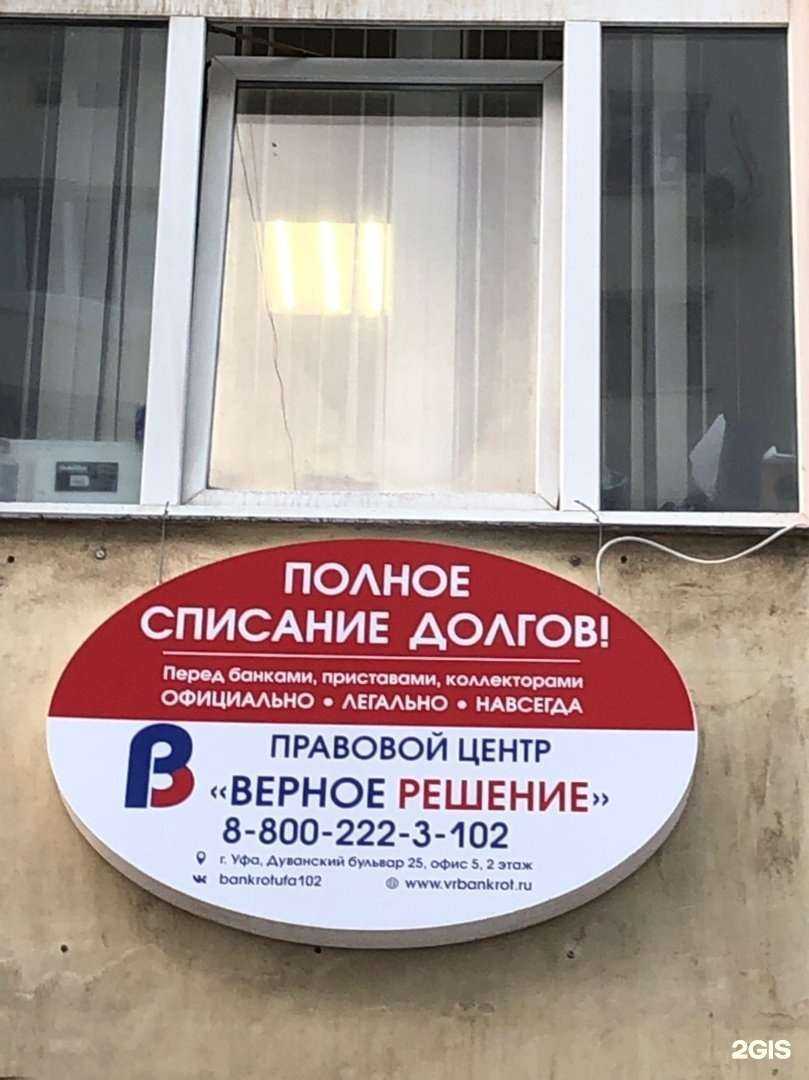 ПОЛНОЕ
СПИСАНИЕ ДОЛГОВ!
Перед банками, приставами, коллекторами
ОФИЦИАЛЬНО • ЛЕГАЛЬНО • НАВСЕГДА
ПРАВОВОЙ ЦЕНТР
«ВЕРНОЕ РЕШЕНИЕ»
8-800-222-3-102
г. Уфа, Дуванский бульвар 25, офис 5, 2 этаж
bankrotufa102 www.vrbankrot.ru
2GIS